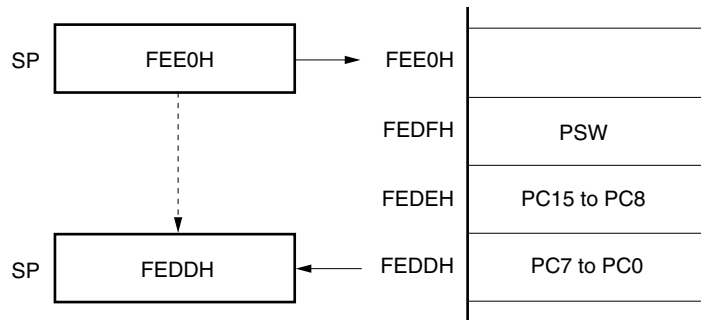 SP FEE0H FEE0H
FEDFH PSW
FEDEH PC15 to PC8
SP FEDDH FEDDH PC7 to PC0